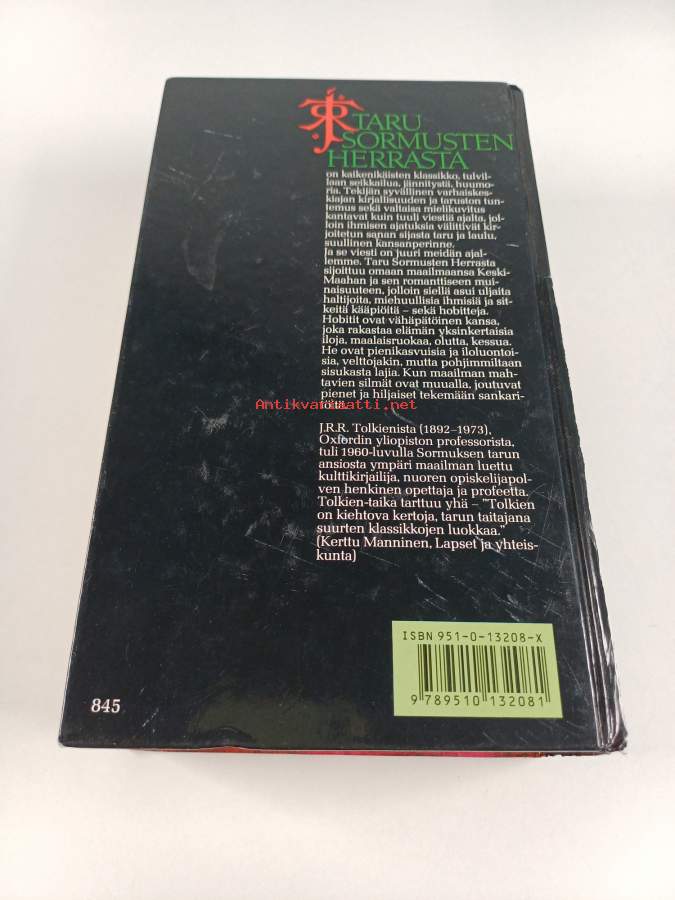 TARU
SORMUSTEN
HERRASTA
on kaikenikäisten klassikko, tulvil-
laan seikkailua, jännitystä, huumo-
ria. Tekijän syvällinen varhaiskes-
kiajan kirjallisuuden ja taruston tun-
temus sekä valtaisa mielikuvitus
kantavat kuin tuuli viestiä ajalta, jol-
loin ihmisen ajatuksia välittivät kir-
joitetun sanan sijasta taru ja laulu,
suullinen kansanperinne.
Ja se viesti on juuri meidän ajal-
lemme. Taru Sormusten Herrasta
sijoittuu omaan maailmaansa Keski-
Maahan ja sen romanttiseen mui-
naisuuteen, jolloin siellä asui uljaita
haltijoita, miehuullisia ihmisiä ja sit-
keitä kääpiöitä – sekä hobitteja.
Hobitit ovat vähäpätöinen kansa,
joka rakastaa elämän yksinkertaisia
iloja, maalaisruokaa, olutta, kessua.
He ovat pienikasvuisia ja iloluontoi-
sia, velttojakin, mutta pohjimmiltaan
sisukasta lajia. Kun maailman mah-
tavien silmät ovat muualla, joutuvat
pienet ja hiljaiset tekemään sankari-
töitä.
Antikvariaatti.net
J.R.R. Tolkienista (1892–1973),
Oxfordin yliopiston professorista,
tuli 1960-luvulla Sormuksen tarun
ansiosta ympäri maailman luettu
kulttikirjailija, nuoren opiskelijapol-
ven henkinen opettaja ja profeetta.
Tolkien-taika tarttuu yhä – "Tolkien
on kiehtova kertoja, tarun taitajana
suurten klassikkojen luokkaa."
(Kerttu Manninen, Lapset ja yhteis-
kunta)
ISBN 951-0-13208-X
9 789510 132081
845